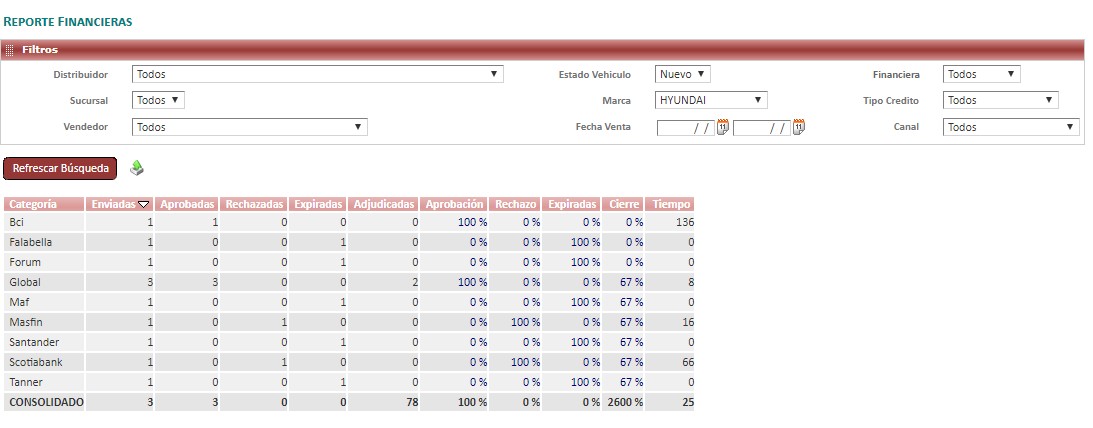 REPORTE FINANCIERAS
Filtros
Distribuidor Todos Estado Vehiculo Nuevo Financiera Todos
Sucursal Todos Marca HYUNDAI Tipo Credito Todos
Vendedor Todos Fecha Venta / / 11 / / 11 Canal Todos
Refrescar Búsqueda
Categoría Enviadas Aprobadas Rechazadas Expiradas Adjudicadas Aprobación Rechazo Expiradas Cierre Tiempo
Bci 1 1 0 0 0 100 % 0 % 0 % 0 % 136
Falabella 1 0 0 1 0 0 % 0 % 100 % 0 % 0
Forum 1 0 0 1 0 0 % 0 % 100 % 0 % 0
Global 3 3 0 0 2 100 % 0 % 0 % 67 % 8
Maf 1 0 0 1 0 0 % 0 % 100 % 67 % 0
Masfin 1 0 1 0 0 0 % 100 % 0 % 67 % 16
Santander 1 0 0 1 0 0 % 0 % 100 % 67 % 0
Scotiabank 1 0 1 0 0 0 % 100 % 0 % 67 % 66
Tanner 1 0 0 1 0 0 % 0 % 100 % 67 % 0
CONSOLIDADO 3 3 0 0 78 100 % 0 % 0 % 2600 % 25